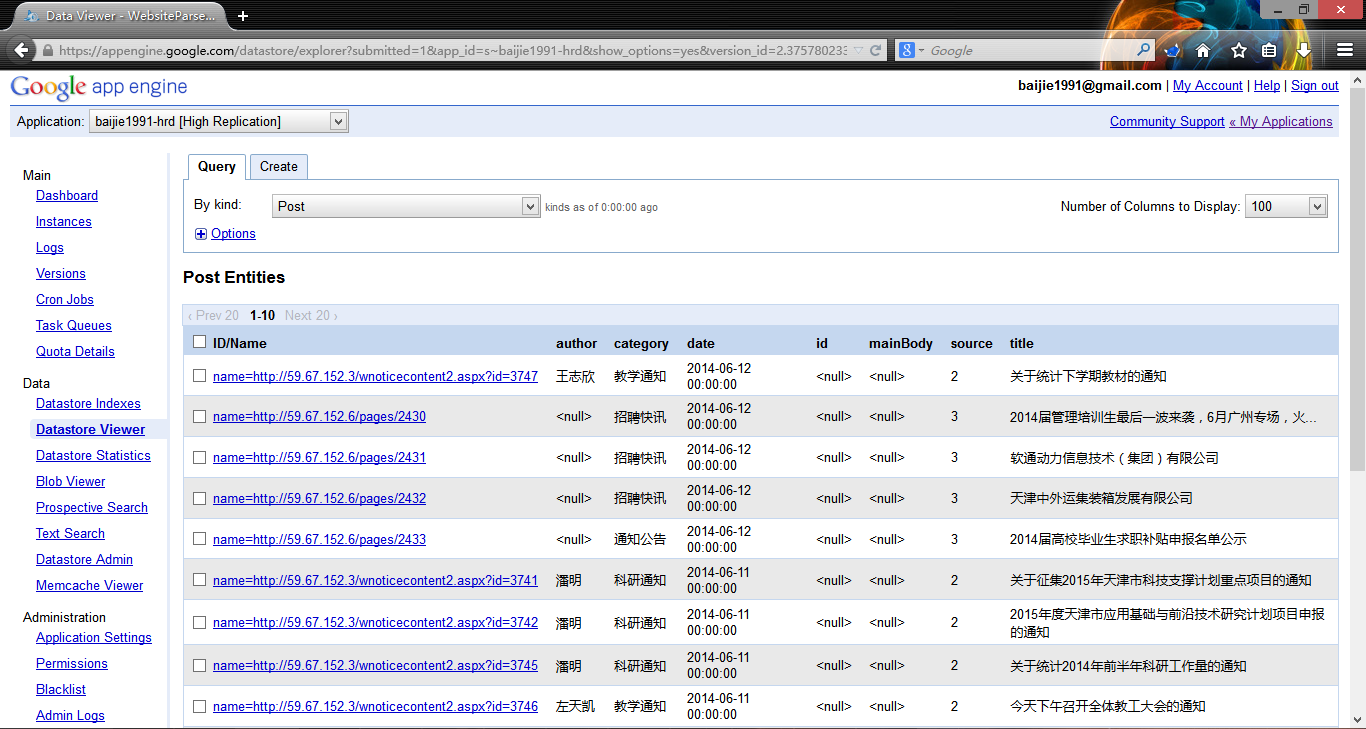 Data Viewer - WebsiteParse...
https://appengine.google.com/datastore/explorer?submitted=1&app_id=s~baijie1991-hrd&show_options=yes&version_id=2.375780233
Google
Google app engine
baijie1991@gmail.com | My Account | Help | Sign out
Application: baijie1991-hrd [High Replication]
Community Support « My Applications
Main
Dashboard
Instances
Logs
Versions
Cron Jobs
Task Queues
Quota Details
Data
Datastore Indexes
Datastore Viewer
Datastore Statistics
Blob Viewer
Prospective Search
Text Search
Datastore Admin
Memcache Viewer
Administration
Application Settings
Permissions
Blacklist
Admin Logs
Query Create
By kind: Post kinds as of 0:00:00 ago
Number of Columns to Display: 100
Options
Post Entities
‹ Prev 20 1-10 Next 20 ›
ID/Name author category date id mainBody source title
name=http://59.67.152.3/wnoticecontent2.aspx?id=3747 王志欣 教学通知 2014-06-12 00:00:00 <null> <null> 2 关于统计下学期教材的通知
name=http://59.67.152.6/pages/2430 <null> 招聘快讯 2014-06-12 00:00:00 <null> <null> 3 2014届管理培训生最后一波来袭，6月广州专场，火...
name=http://59.67.152.6/pages/2431 <null> 招聘快讯 2014-06-12 00:00:00 <null> <null> 3 软通动力信息技术（集团）有限公司
name=http://59.67.152.6/pages/2432 <null> 招聘快讯 2014-06-12 00:00:00 <null> <null> 3 天津中外运集装箱发展有限公司
name=http://59.67.152.6/pages/2433 <null> 通知公告 2014-06-12 00:00:00 <null> <null> 3 2014届高校毕业生求职补贴申报名单公示
name=http://59.67.152.3/wnoticecontent2.aspx?id=3741 潘明 科研通知 2014-06-11 00:00:00 <null> <null> 2 关于征集2015年天津市科技支撑计划重点项目的通知
name=http://59.67.152.3/wnoticecontent2.aspx?id=3742 潘明 科研通知 2014-06-11 00:00:00 <null> <null> 2 2015年度天津市应用基础与前沿技术研究计划项目申报的通知
name=http://59.67.152.3/wnoticecontent2.aspx?id=3745 潘明 科研通知 2014-06-11 00:00:00 <null> <null> 2 关于统计2014年前半年科研工作量的通知
name=http://59.67.152.3/wnoticecontent2.aspx?id=3746 左天凯 教学通知 2014-06-11 00:00:00 <null> <null> 2 今天下午召开全体教工大会的通知